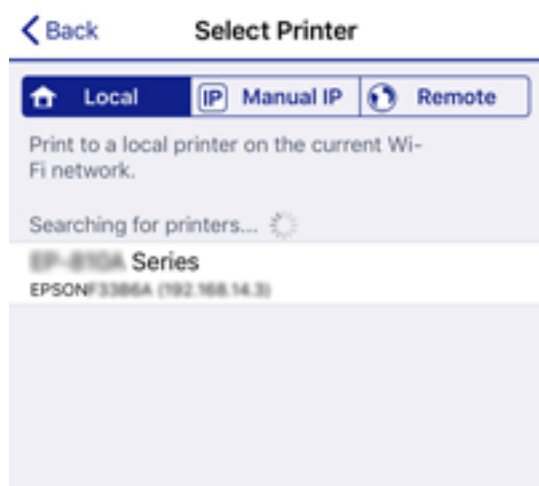 Back Select Printer
Local IP Manual IP Remote
Print to a local printer on the current Wi-
Fi network.
Searching for printers...
Series
EPSON